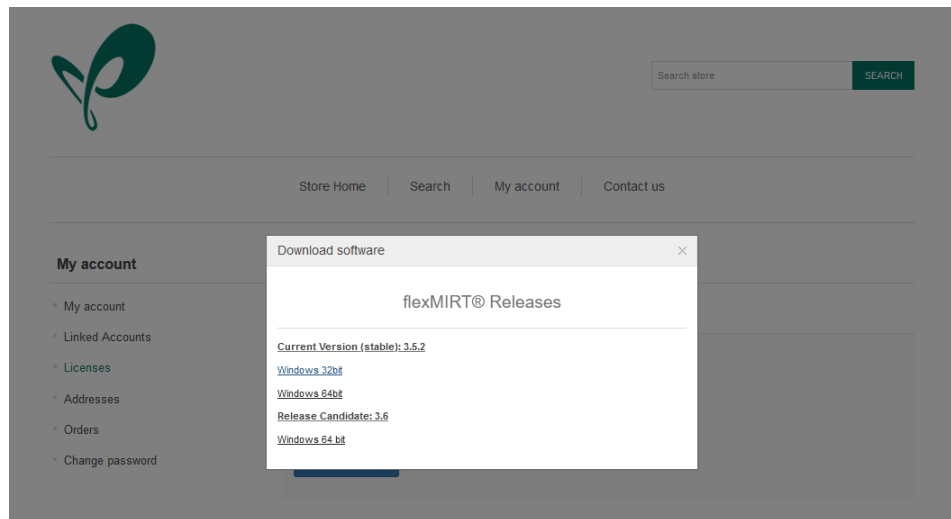 Search store
SEARCH
Store Home
Search
My account
Contact us
My account
My account
Linked Accounts
Licenses
Addresses
Orders
Change password
Download software
flexMIRT® Releases
Current Version (stable): 3.5.2
Windows 32bit
Windows 64bit
Release Candidate: 3.6
Windows 64 bit